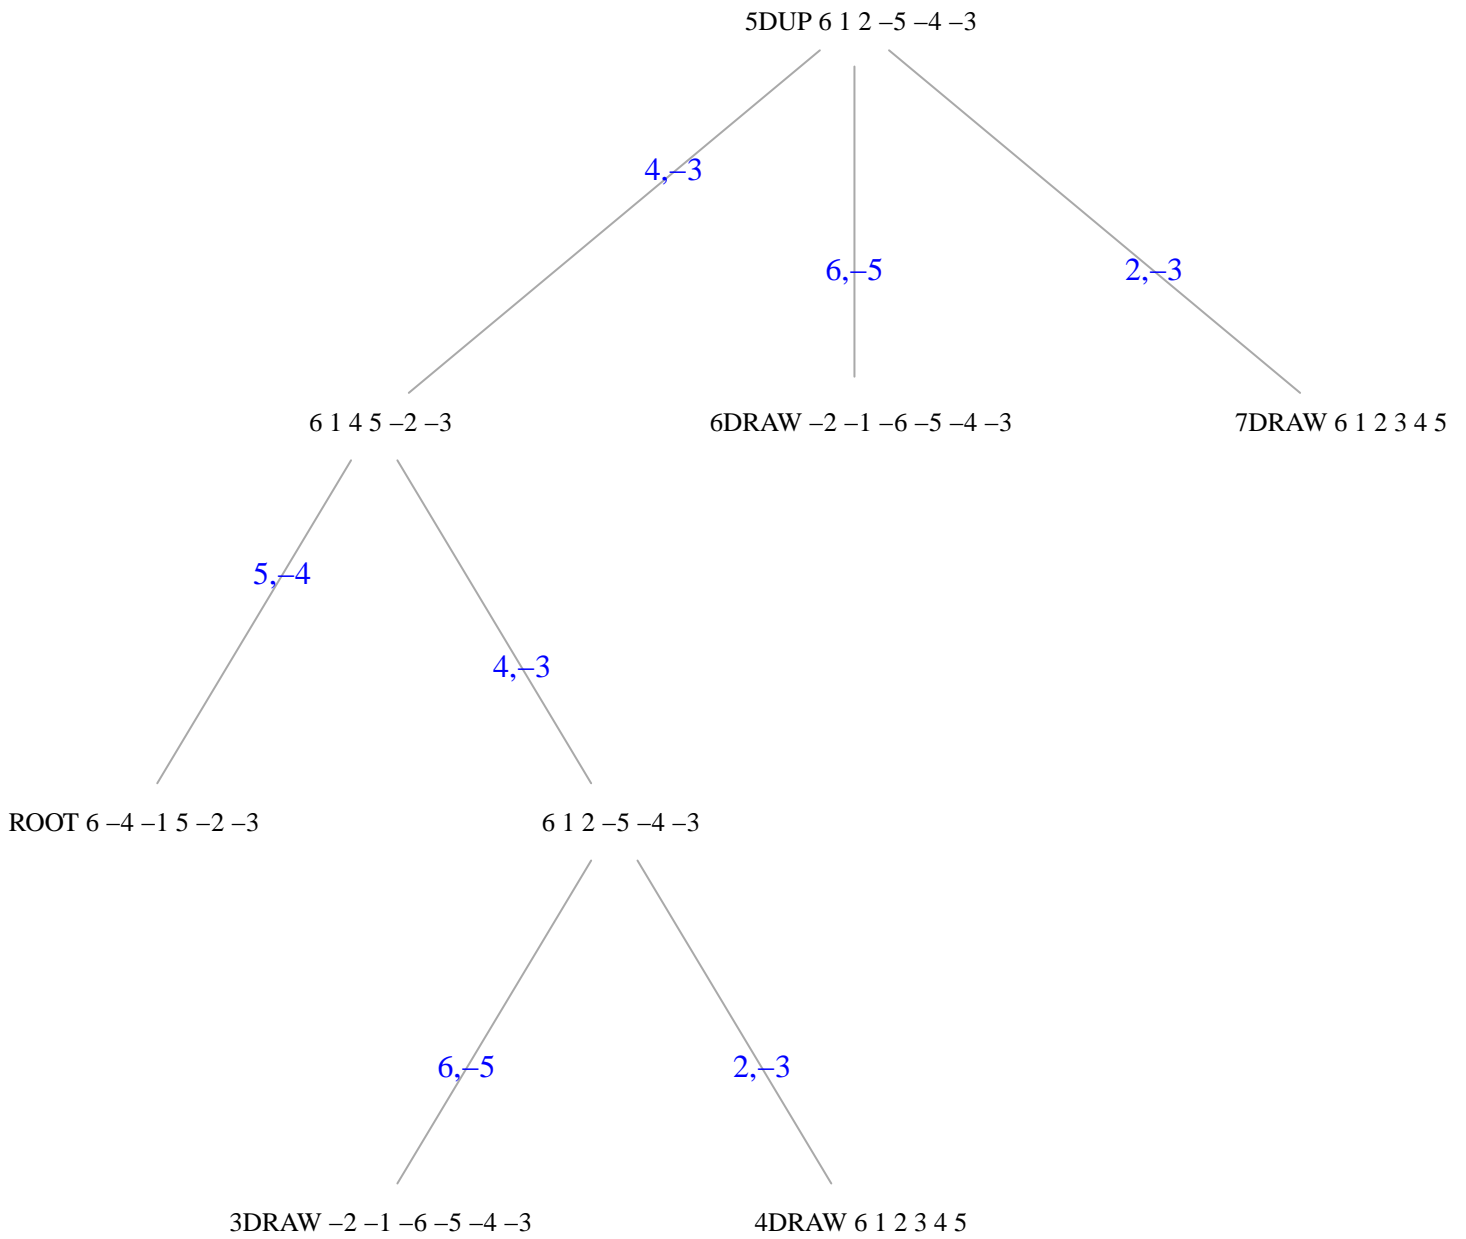 5DUP 6 1 2 –5 –4 –3
4,–3
6,–5
2,–3
6 1 4 5 –2 –3
6DRAW –2 –1 –6 –5 –4 –3
7DRAW 6 1 2 3 4 5
5,–4
4,–3
ROOT 6 –4 –1 5 –2 –3
6 1 2 –5 –4 –3
6,–5
2,–3
3DRAW –2 –1 –6 –5 –4 –3
4DRAW 6 1 2 3 4 5